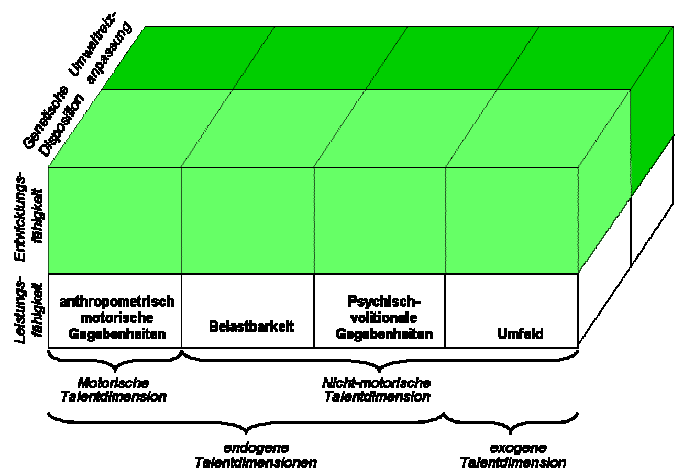 Umweltreiz-
anpassung
Genetische
Disposition
Entwicklungs-
fähigkeit
Leistungs-
fähigkeit
anthropometrisch
motorische
Gegebenheiten
Belastbarkeit
Psychisch-
volitionale
Gegebenheiten
Umfeld
Motorische
Talentdimension
Nicht-motorische
Talentdimension
endogene
Talentdimensionen
exogene
Talentdimension